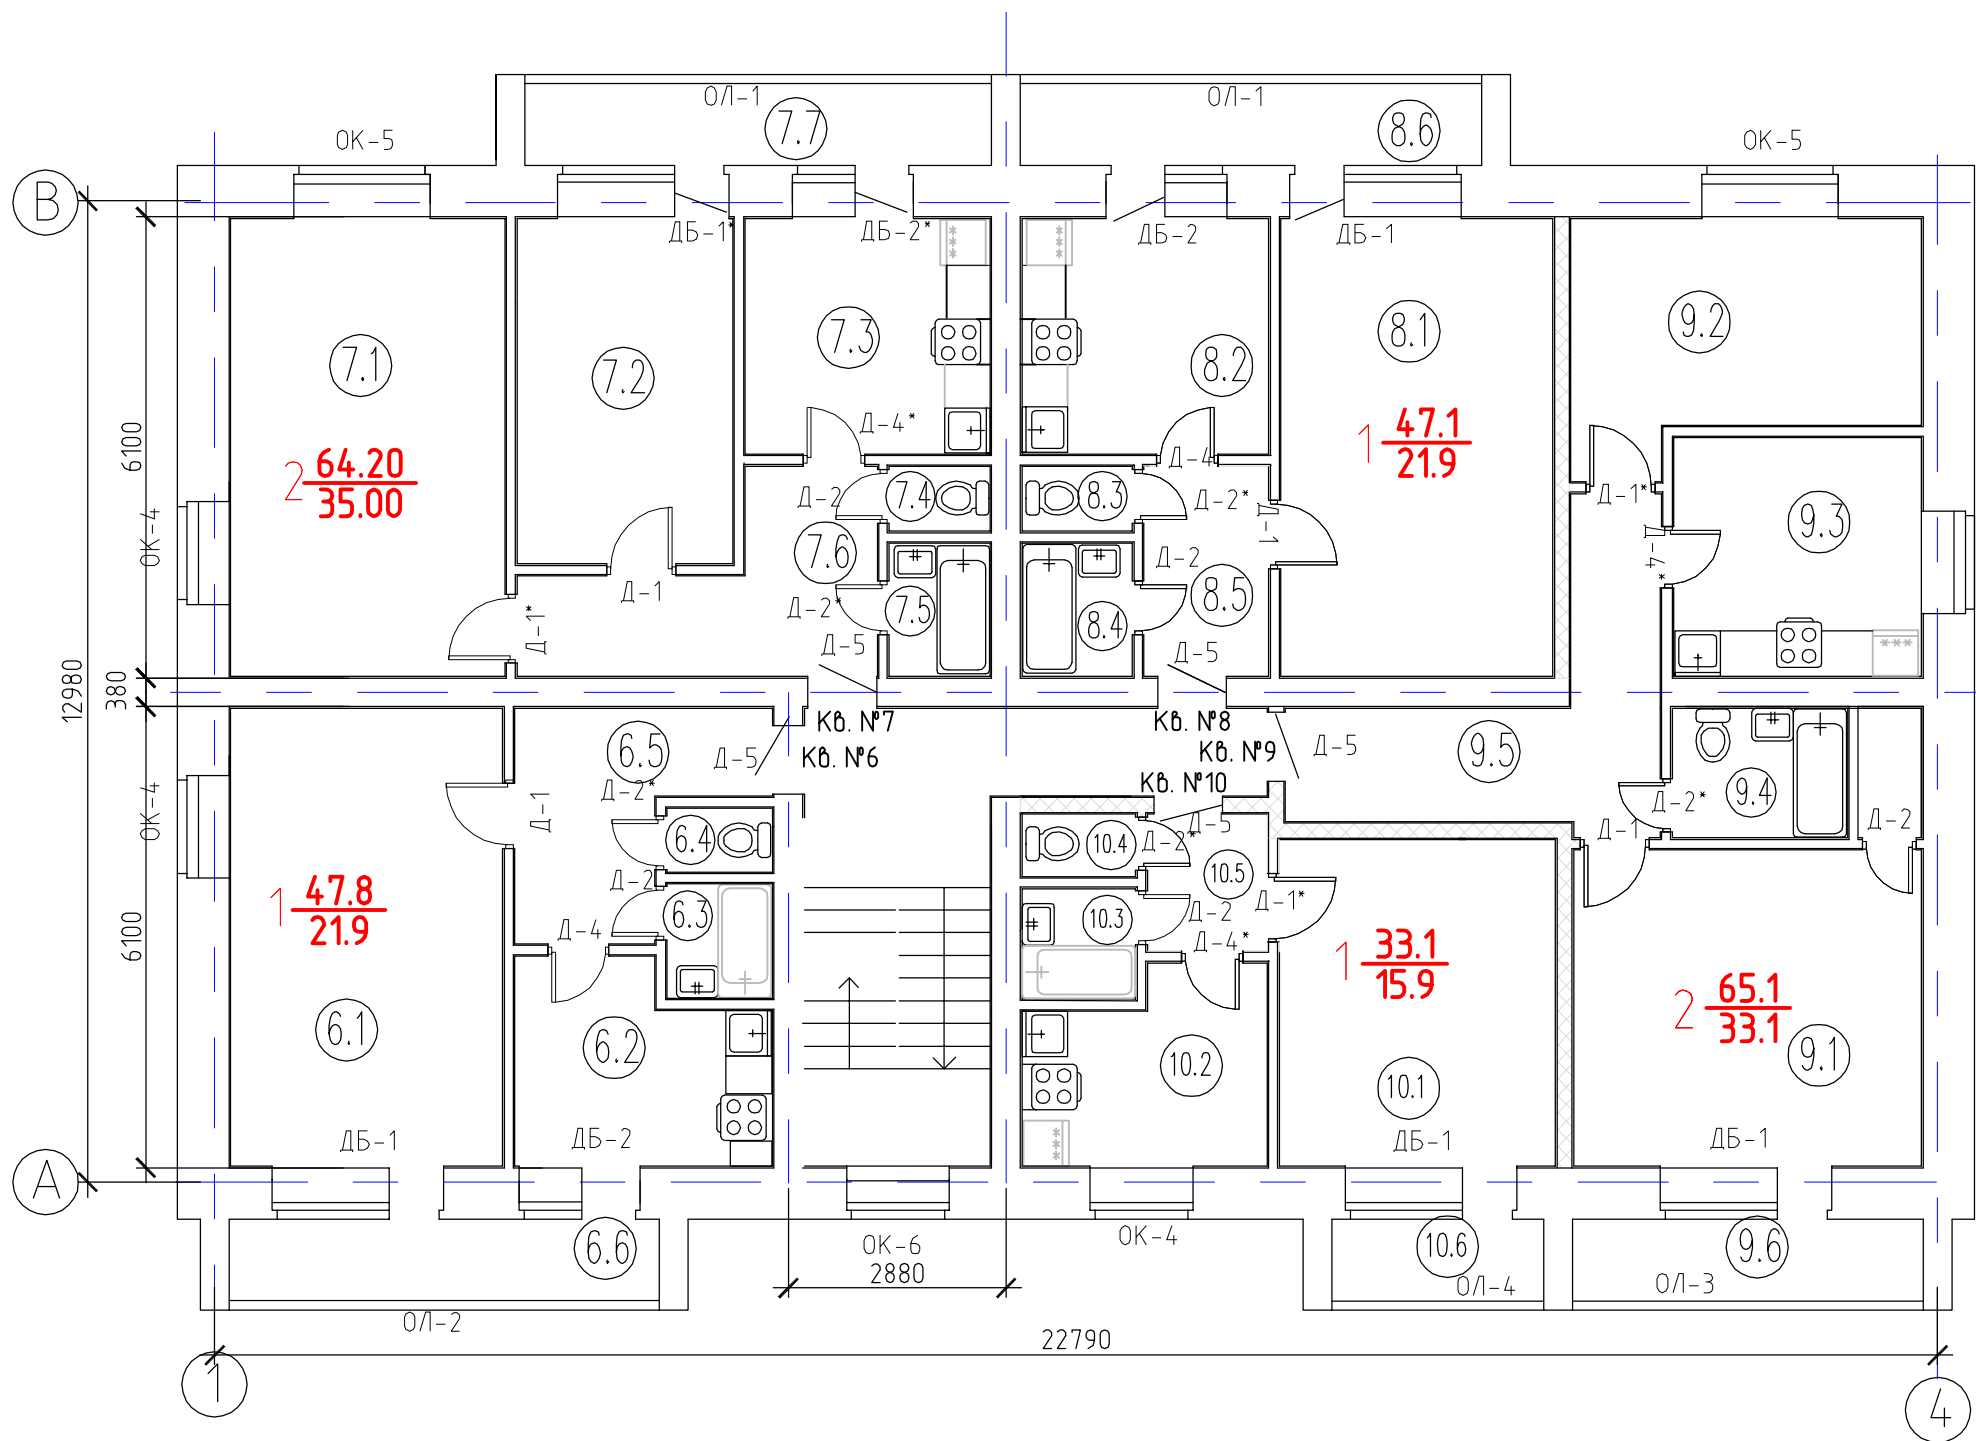 ОЛ-1
ОЛ-1
7.7
8.6
ОК-5
ОК-5
В
ДБ-1*
ДБ-2*
ДБ-2
ДБ-1
7.1
7.2
7.3
8.2
8.1
9.2
6100
2 64.20
35.00
Д-4*
1 47.1
21.9
Д-4
Д-2
7.4
8.3
Д-2*
Д-1
Д-1*
9.3
ОК-4
7.6
Д-2
Д-4*
Д-1
Д-2*
7.5
8.4
8.5
Д-1*
Д-5
Д-5
12980
380
Кв. №7
Кв. №8
6.5
Д-5
Кв. №6
Кв. №9
Д-5
9.5
Кв. №10
ОК-4
Д-1
Д-2*
Д-2*
9.4
Д-5
Д-1
Д-2
6.4
10.4
Д-2*
1 47.8
21.9
Д-2
10.5
Д-1*
6.3
10.3
Д-2
6100
Д-4
Д-4*
1 33.1
15.9
2 65.1
33.1
6.1
6.2
10.2
10.1
9.1
ДБ-1
ДБ-2
ДБ-1
ДБ-1
А
6.6
ОК-6
ОК-4
10.6
9.6
2880
ОЛ-4
ОЛ-3
ОЛ-2
22790
1
4